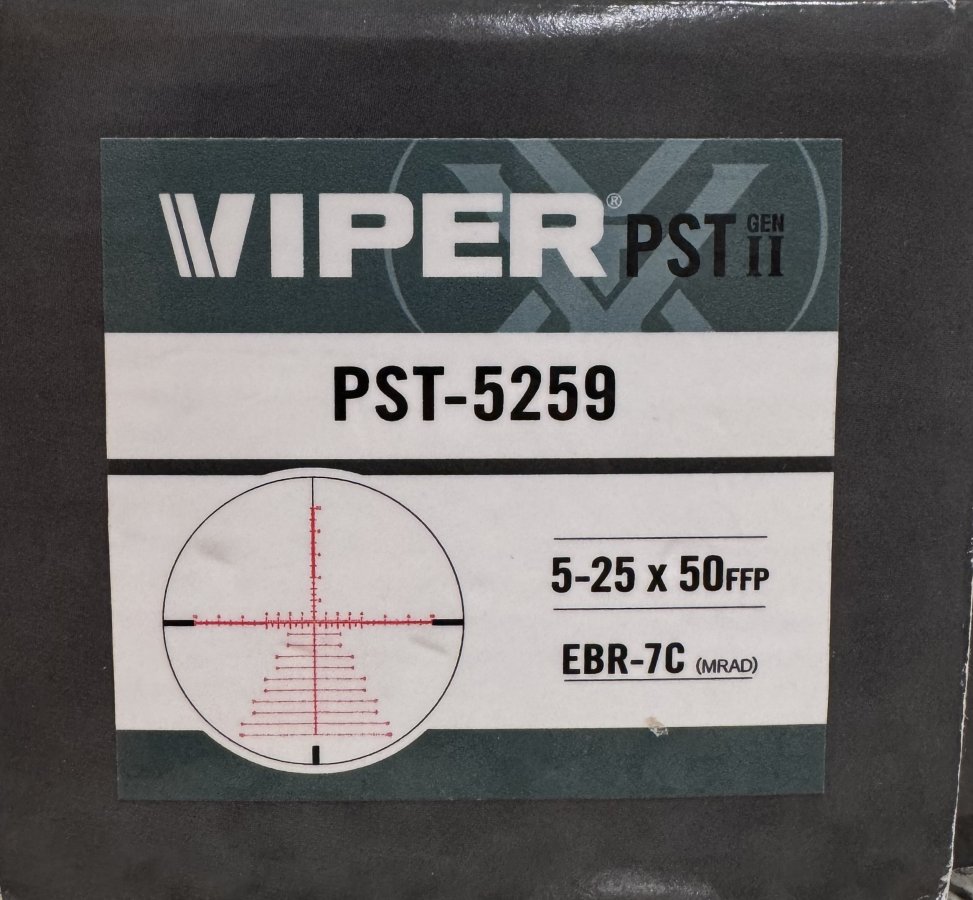 VIPER® PST GEN II
PST-5259
5-25 x 50FFP
EBR-7C (MRAD)